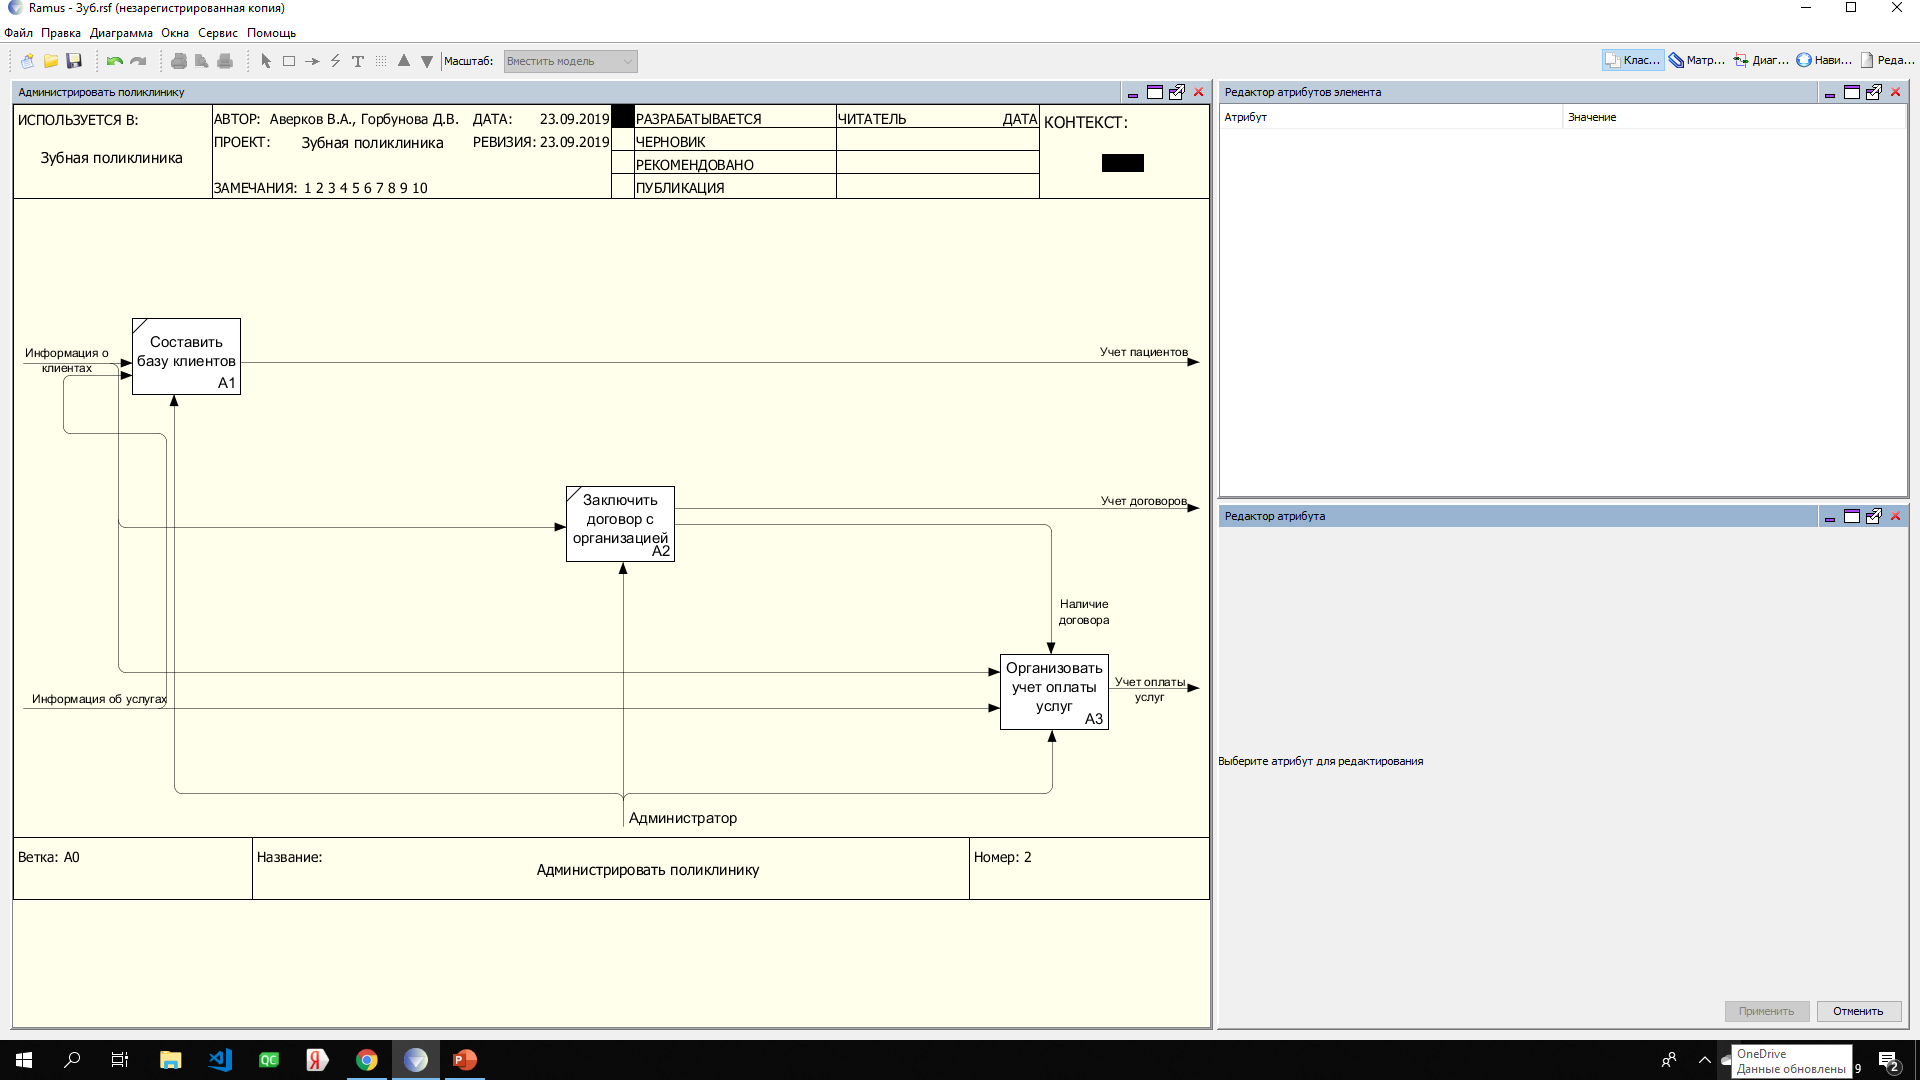 Ramus - Зуб.rsf (незарегистрированная копия)
Файл Правка Диаграмма Окна Сервис Помощь
Масштаб: Вместить модель
Клас... Матр... Диаг... Нави... Реда...
Администрировать поликлинику
ИСПОЛЬЗУЕТСЯ В:
Зубная поликлиника
АВТОР: Аверков В.А., Горбунова Д.В. ДАТА: 23.09.2019
ПРОЕКТ: Зубная поликлиника РЕВИЗИЯ: 23.09.2019
ЗАМЕЧАНИЯ: 1 2 3 4 5 6 7 8 9 10
РАЗРАБАТЫВАЕТСЯ
ЧЕРНОВИК
РЕКОМЕНДОВАНО
ПУБЛИКАЦИЯ
ЧИТАТЕЛЬ ДАТА
КОНТЕКСТ:
Информация о
клиентах
Составить
базу клиентов
A1
Учет пациентов
Заключить
договор с
организацией
A2
Учет договоров
Наличие
договора
Организовать
учет оплаты
услуг
A3
Учет оплаты
услуг
Информация об услугах
Администратор
Ветка: A0
Название:
Администрировать поликлинику
Номер: 2
Редактор атрибутов элемента
Атрибут Значение
Редактор атрибута
Выберите атрибут для редактирования
Применить Отменить
QC
Я
P
OneDrive
Данные обновлены
9
2